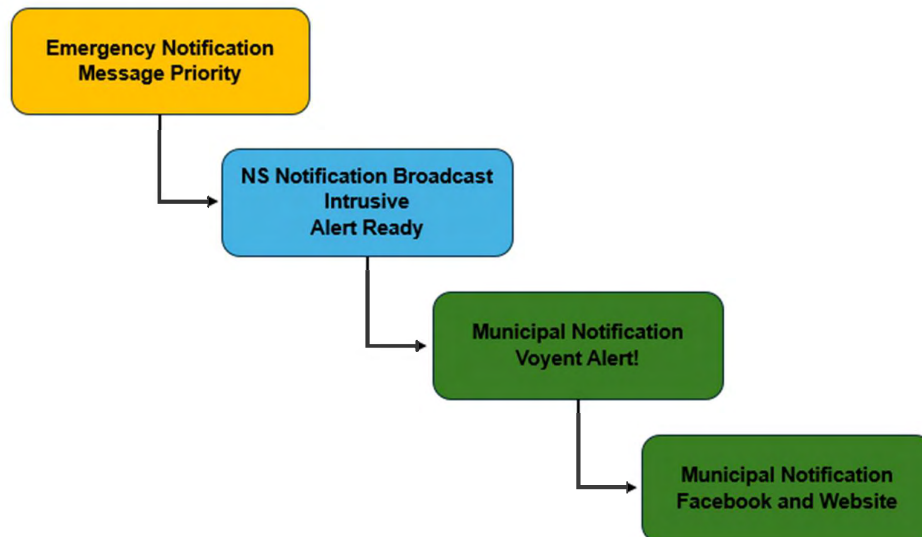 Emergency Notification
Message Priority
NS Notification Broadcast
Intrusive
Alert Ready
Municipal Notification
Voyent Alert!
Municipal Notification
Facebook and Website